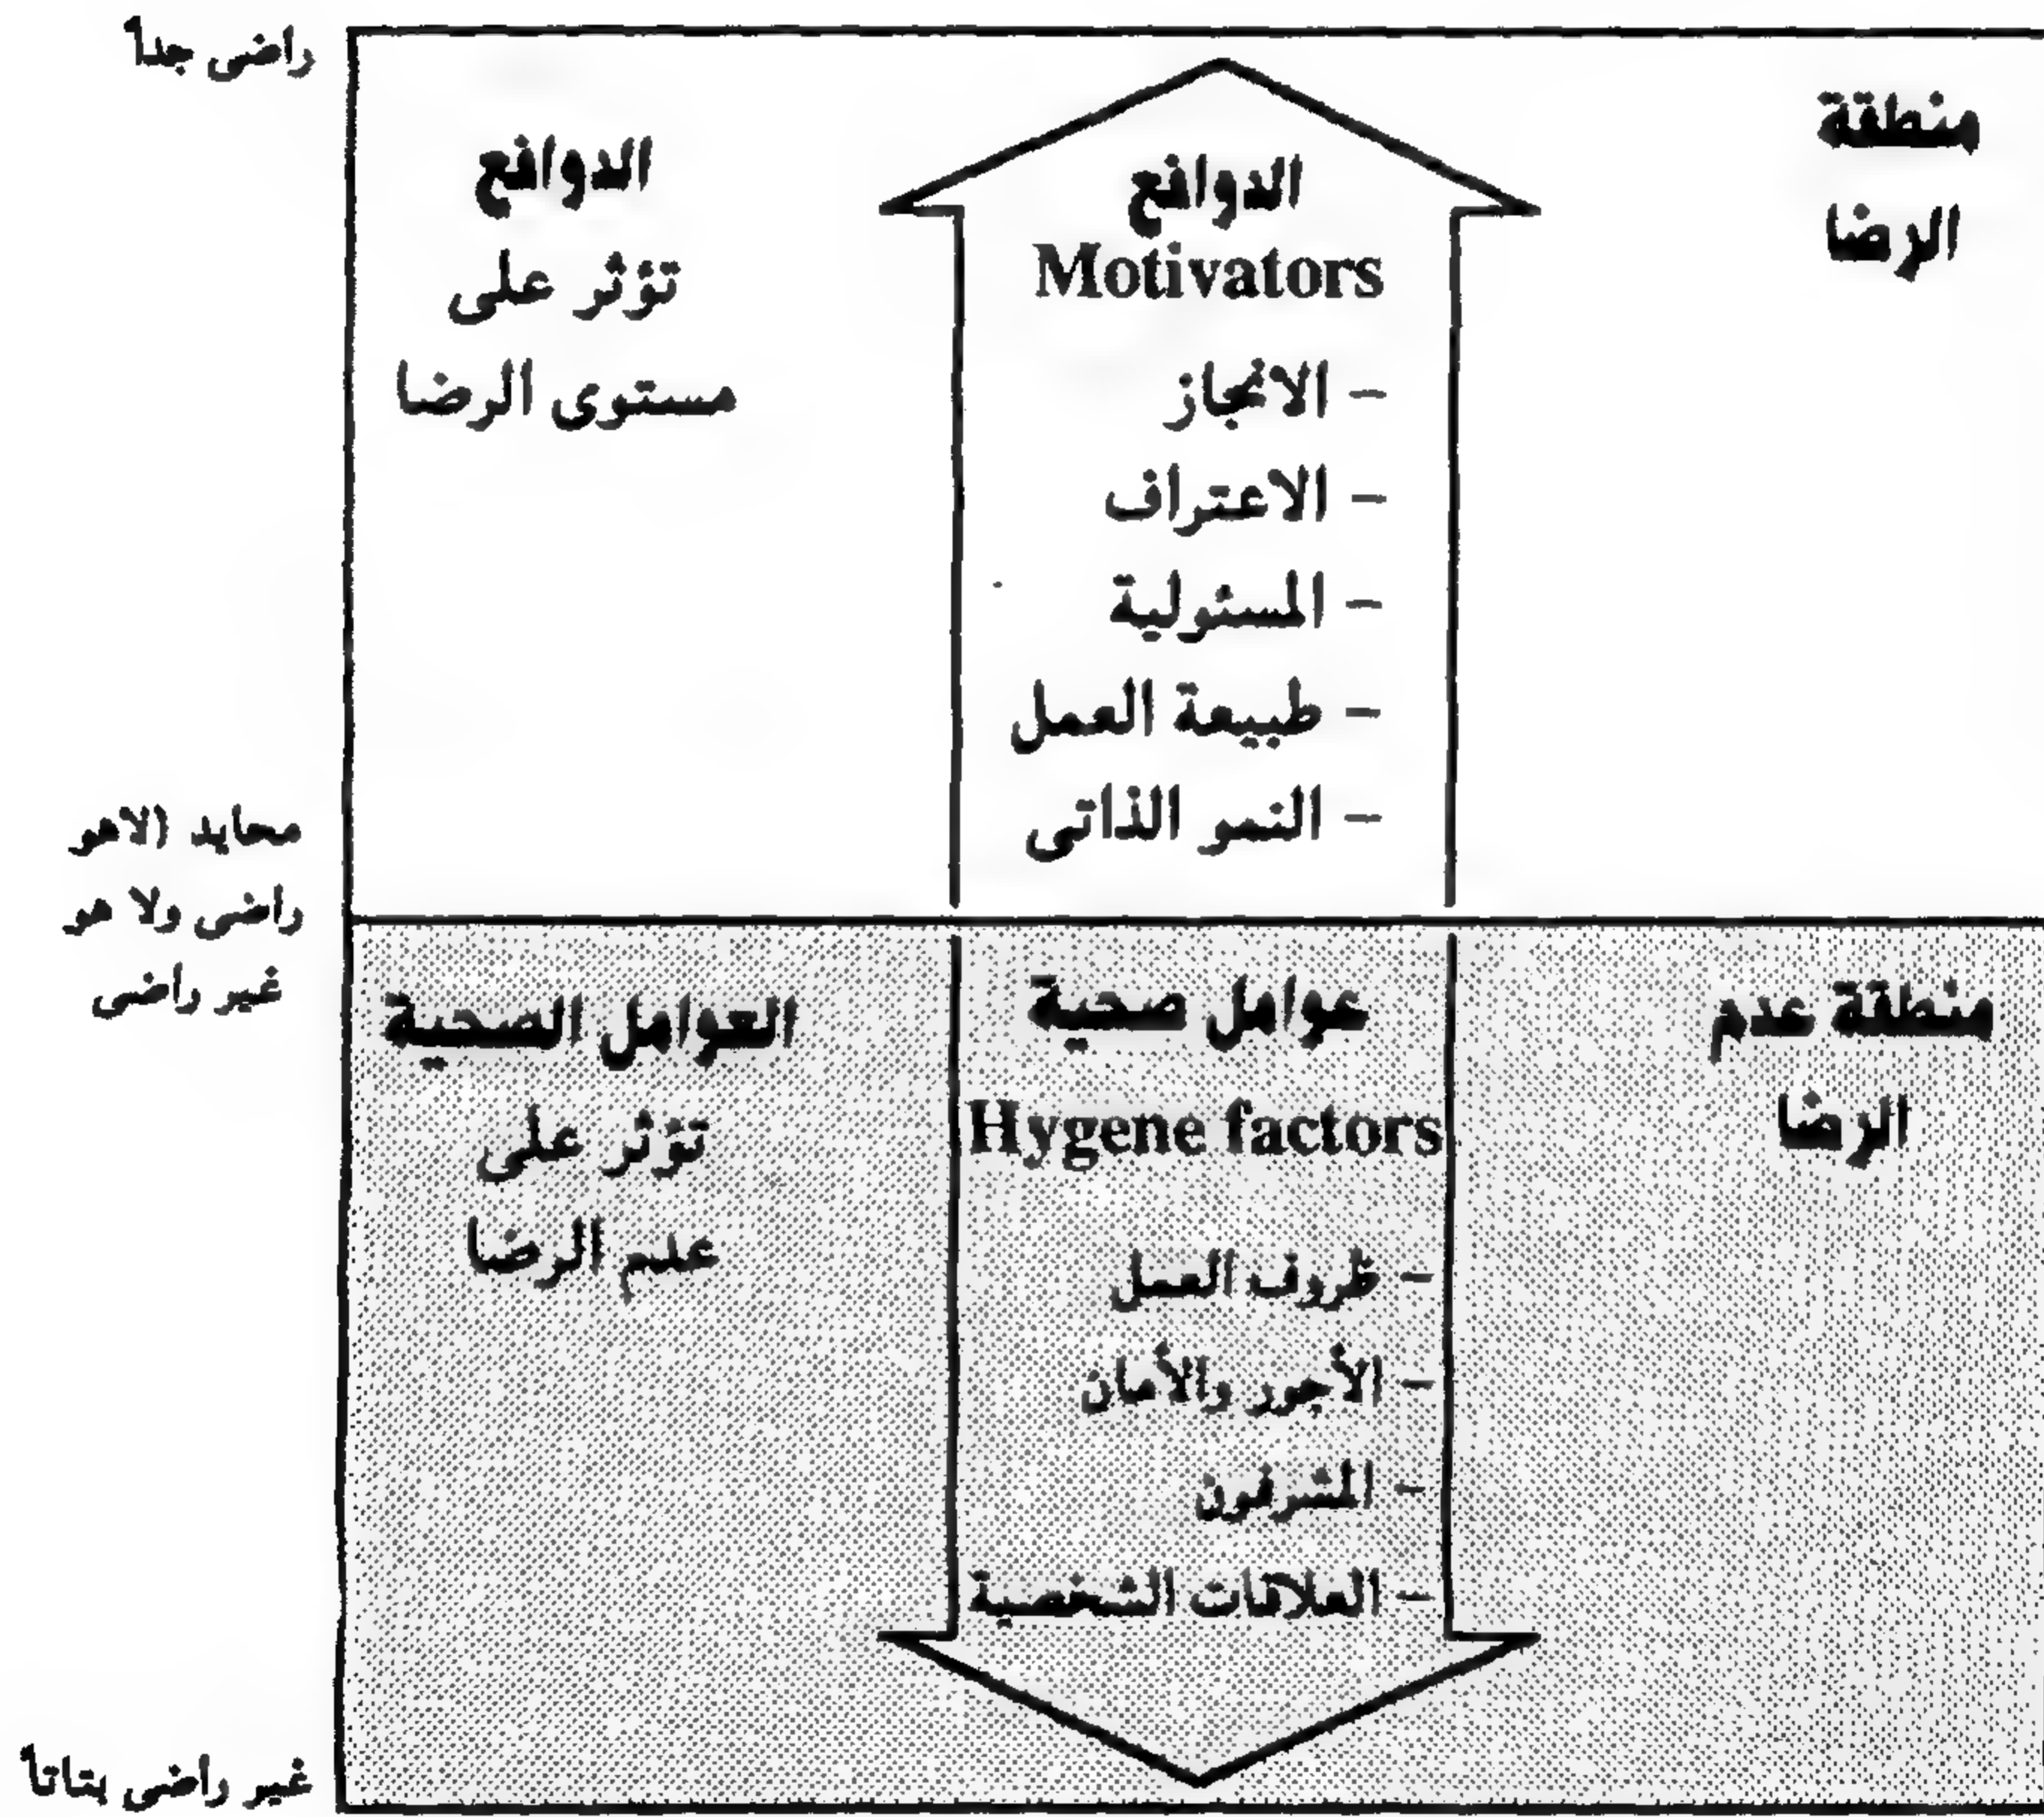 راضى جداً
منطقة
الرضا
الدوافع
Motivators
- الانجاز
- الاعتراف
- المسئولية
- طبيعة العمل
- النمو الذاتى
الدوافع
تؤثر على
مستوى الرضا
محايد (لاهو
راضى ولا هو
غير راضى
منطقة عدم
الرضا
عوامل صحية
Hygene factors
- ظروف العمل
- الأجور والأمان
- المشرفون
- العلاقات الشخصية
العوامل الصحية
تؤثر على
عدم الرضا
غير راضى بتاتاً